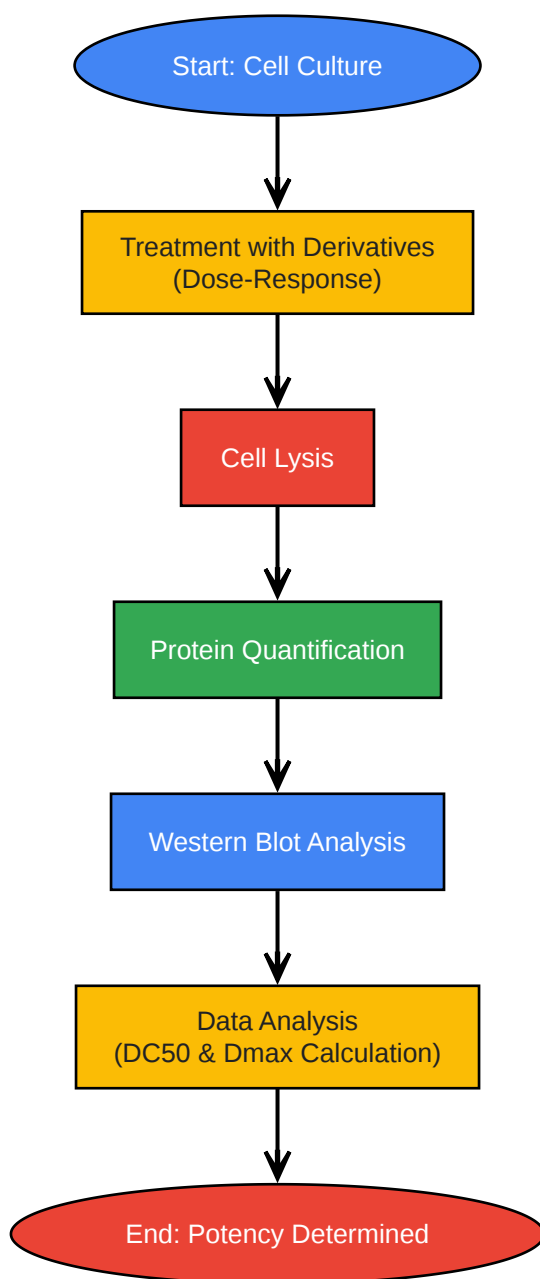 Start: Cell Culture
Treatment with Derivatives
(Dose-Response)
Cell Lysis
Protein Quantification
Western Blot Analysis
Data Analysis
(DC50 & Dmax Calculation)
End: Potency Determined